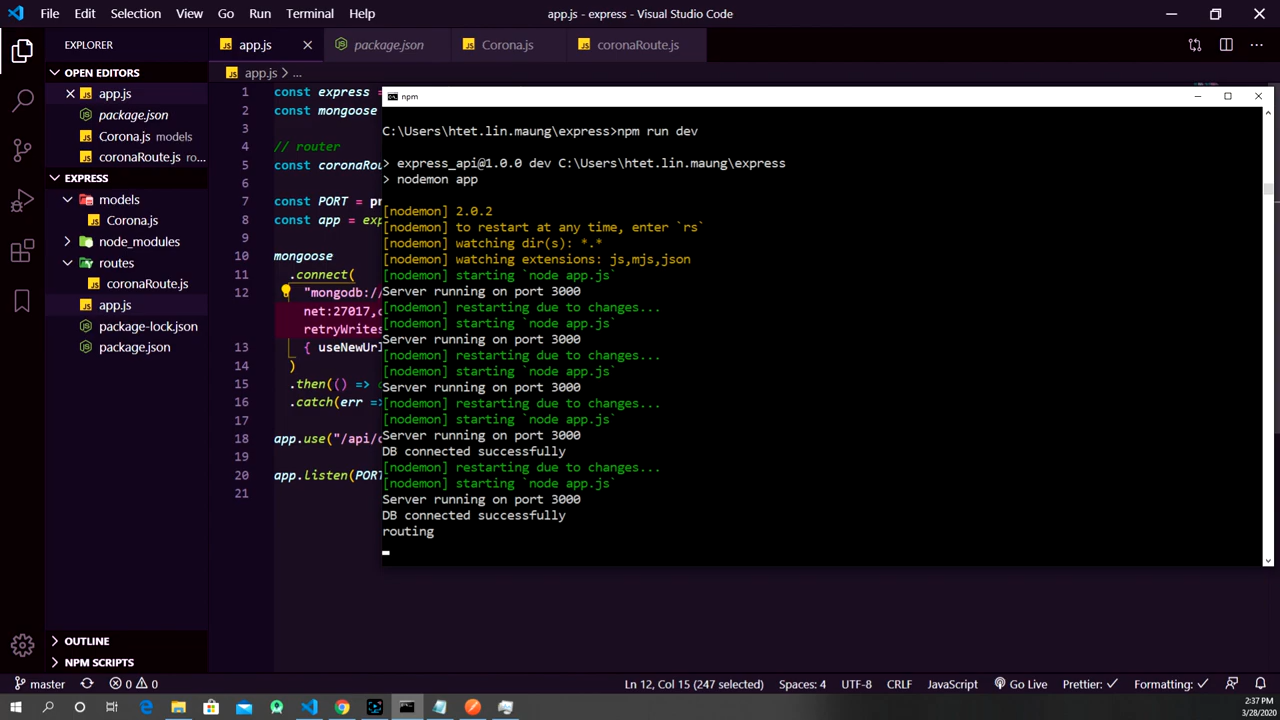 File Edit Selection View Go Run Terminal Help
app.js - express - Visual Studio Code
EXPLORER
OPEN EDITORS
app.js
package.json
Corona.js models
coronaRoute.js ro...
EXPRESS
models
Corona.js
node_modules
routes
coronaRoute.js
app.js
package-lock.json
package.json
OUTLINE
NPM SCRIPTS
app.js
package.json
Corona.js
coronaRoute.js
app.js > ...
1 const express =
2 const mongoose
3
4 // router
5 const coronaRou
6
7 const PORT = pr
8 const app = exp
9
10 mongoose
11 .connect(
12 "mongodb://
net:27017,c
retryWrites
13 { useNewUrl
14 )
15 .then(() =>
16 .catch(err =>
17
18 app.use("/api/c
19
20 app.listen(PORT
21
npm
C:\Users\htet.lin.maung\express>npm run dev
> express_api@1.0.0 dev C:\Users\htet.lin.maung\express
> nodemon app
[nodemon] 2.0.2
[nodemon] to restart at any time, enter `rs`
[nodemon] watching dir(s): *.*
[nodemon] watching extensions: js,mjs,json
[nodemon] starting `node app.js`
Server running on port 3000
[nodemon] restarting due to changes...
[nodemon] starting `node app.js`
Server running on port 3000
[nodemon] restarting due to changes...
[nodemon] starting `node app.js`
Server running on port 3000
[nodemon] restarting due to changes...
[nodemon] starting `node app.js`
Server running on port 3000
DB connected successfully
[nodemon] restarting due to changes...
[nodemon] starting `node app.js`
Server running on port 3000
DB connected successfully
routing
master 0 0
Ln 12, Col 15 (247 selected) Spaces: 4 UTF-8 CRLF JavaScript Go Live Prettier: ✓ Formatting: ✓
2:37 PM
3/28/2020